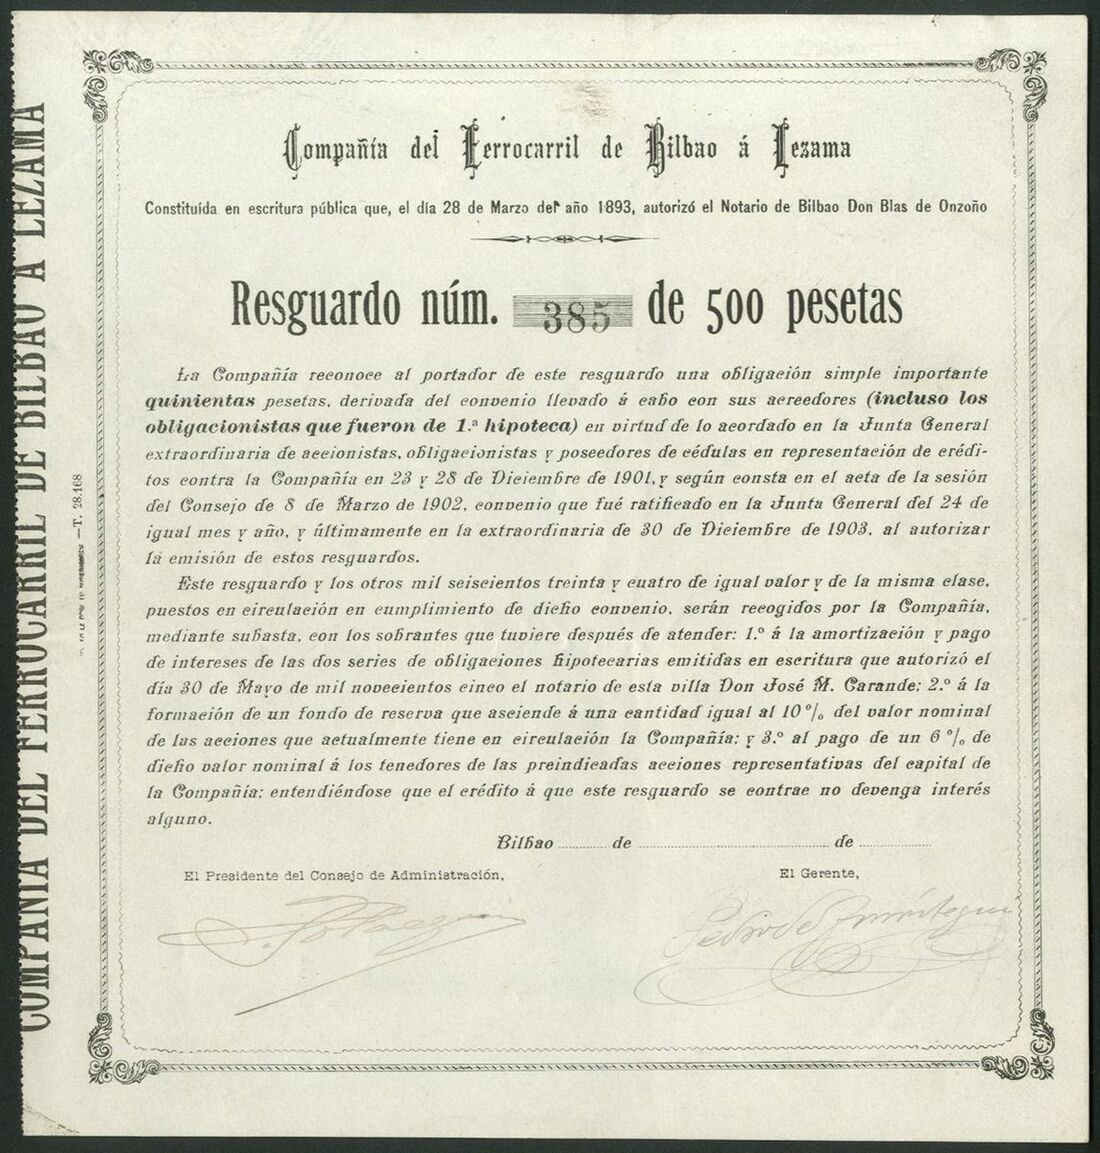 Compañía del Ferrocarril de Bilbao á Lezama
Constituída en escritura pública que, el día 28 de Marzo del año 1893, autorizó el Notario de Bilbao Don Blas de Onzoño
Resguardo núm. 385 de 500 pesetas
La Compañía reconoce al portador de este resguardo una obligación simple importante
quinientas pesetas, derivada del convenio llevado á cabo con sus acreedores (incluso los
obligacionistas que fueron de 1.ª hipoteca) en virtud de lo acordado en la Junta General
extraordinaria de accionistas, obligacionistas y poseedores de cédulas en representación de crédi-
tos contra la Compañía en 23 y 28 de Diciembre de 1901, y según consta en el acta de la sesión
del Consejo de 8 de Marzo de 1902, convenio que fué ratificado en la Junta General del 24 de
igual mes y año, y últimamente en la extraordinaria de 30 de Diciembre de 1903, al autorizar
la emisión de estos resguardos.
Este resguardo y los otros mil seiscientos treinta y cuatro de igual valor y de la misma clase,
puestos en circulación en cumplimiento de dicho convenio, serán recogidos por la Compañía,
mediante subasta, con los sobrantes que tuviere después de atender: 1.º á la amortización y pago
de intereses de las dos series de obligaciones hipotecarias emitidas en escritura que autorizó el
día 30 de Mayo de mil novecientos cinco el notario de esta villa Don José M. Carande; 2.º á la
formación de un fondo de reserva que asciende á una cantidad igual al 10 % del valor nominal
de las acciones que actualmente tiene en circulación la Compañía; y 3.º al pago de un 6 % de
dicho valor nominal á los tenedores de las preindicadas acciones representativas del capital de
la Compañía; entendiéndose que el crédito á que este resguardo se contrae no devenga interés
alguno.
Bilbao de de
El Presidente del Consejo de Administración,
El Gerente,
Pedro de
COMPAÑIA DEL FERROCARRIL DE BILBAO A LEZAMA
—T. 28.168